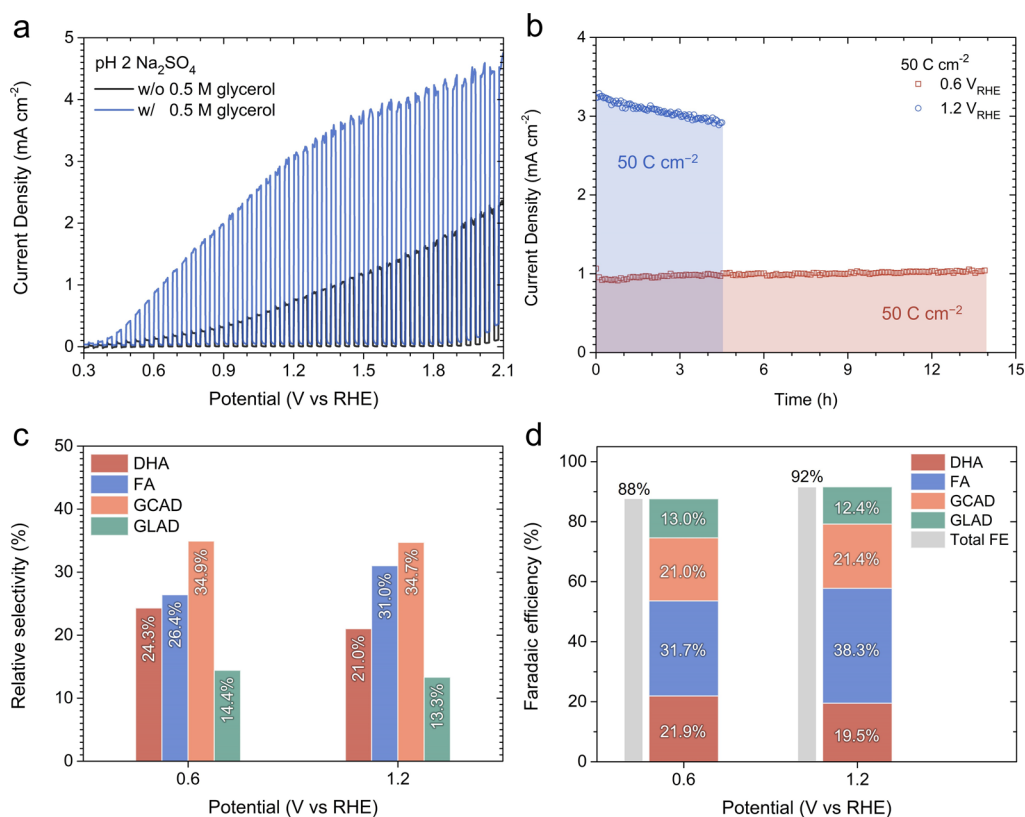 a
5
4
3
2
1
0
Current Density (mA cm⁻²)
pH 2 Na₂SO₄
w/o 0.5 M glycerol
w/ 0.5 M glycerol
0.3 0.6 0.9 1.2 1.5 1.8 2.1
Potential (V vs RHE)
b
4
3
2
1
0
Current Density (mA cm⁻²)
50 C cm⁻²
0.6 V_RHE
1.2 V_RHE
50 C cm⁻²
50 C cm⁻²
0 3 6 9 12 15
Time (h)
c
50
40
30
20
10
0
Relative selectivity (%)
DHA
FA
GCAD
GLAD
24.3%
26.4%
34.9%
14.4%
21.0%
31.0%
34.7%
13.3%
0.6 1.2
Potential (V vs RHE)
d
100
80
60
40
20
0
Faradaic efficiency (%)
88%
13.0%
21.0%
31.7%
21.9%
92%
12.4%
21.4%
38.3%
19.5%
DHA
FA
GCAD
GLAD
Total FE
0.6 1.2
Potential (V vs RHE)